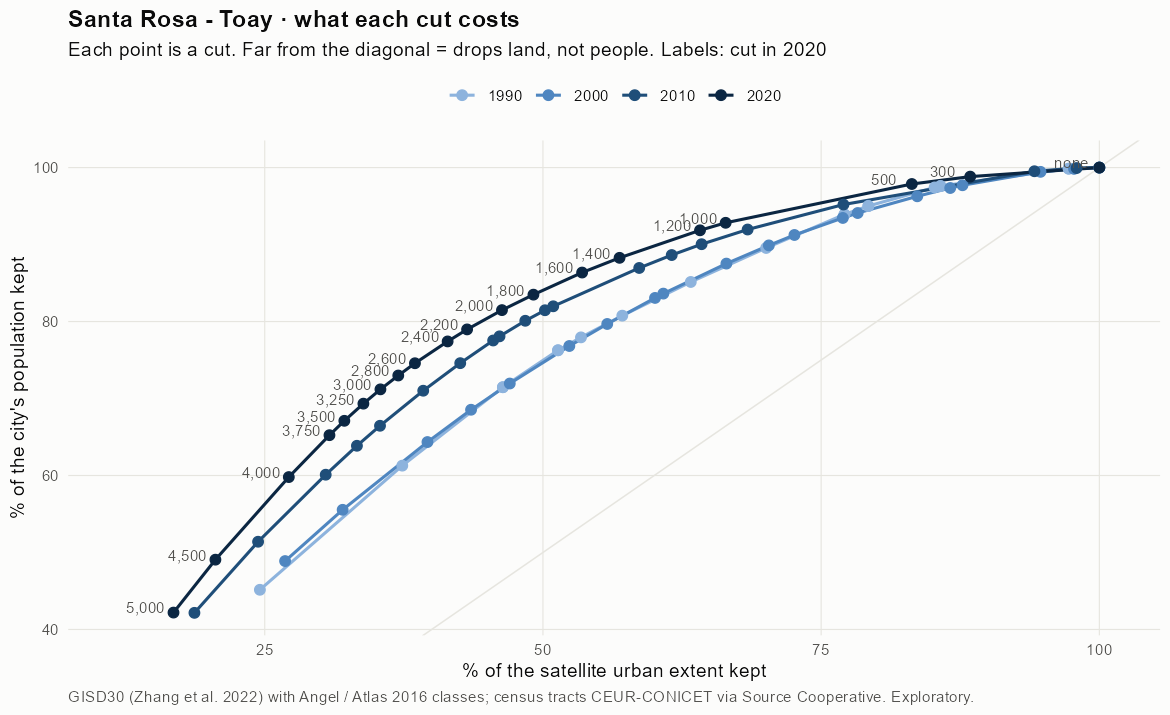 Santa Rosa - Toay · what each cut costs
Each point is a cut. Far from the diagonal = drops land, not people. Labels: cut in 2020
1990 2000 2010 2020
% of the city's population kept
100
80
60
40
none
300
500
1,000
1,200
1,400
1,600
1,800
2,000
2,200
2,400
2,600
2,800
3,000
3,250
3,500
3,750
4,000
4,500
5,000
25 50 75 100
% of the satellite urban extent kept
GISD30 (Zhang et al. 2022) with Angel / Atlas 2016 classes; census tracts CEUR-CONICET via Source Cooperative. Exploratory.